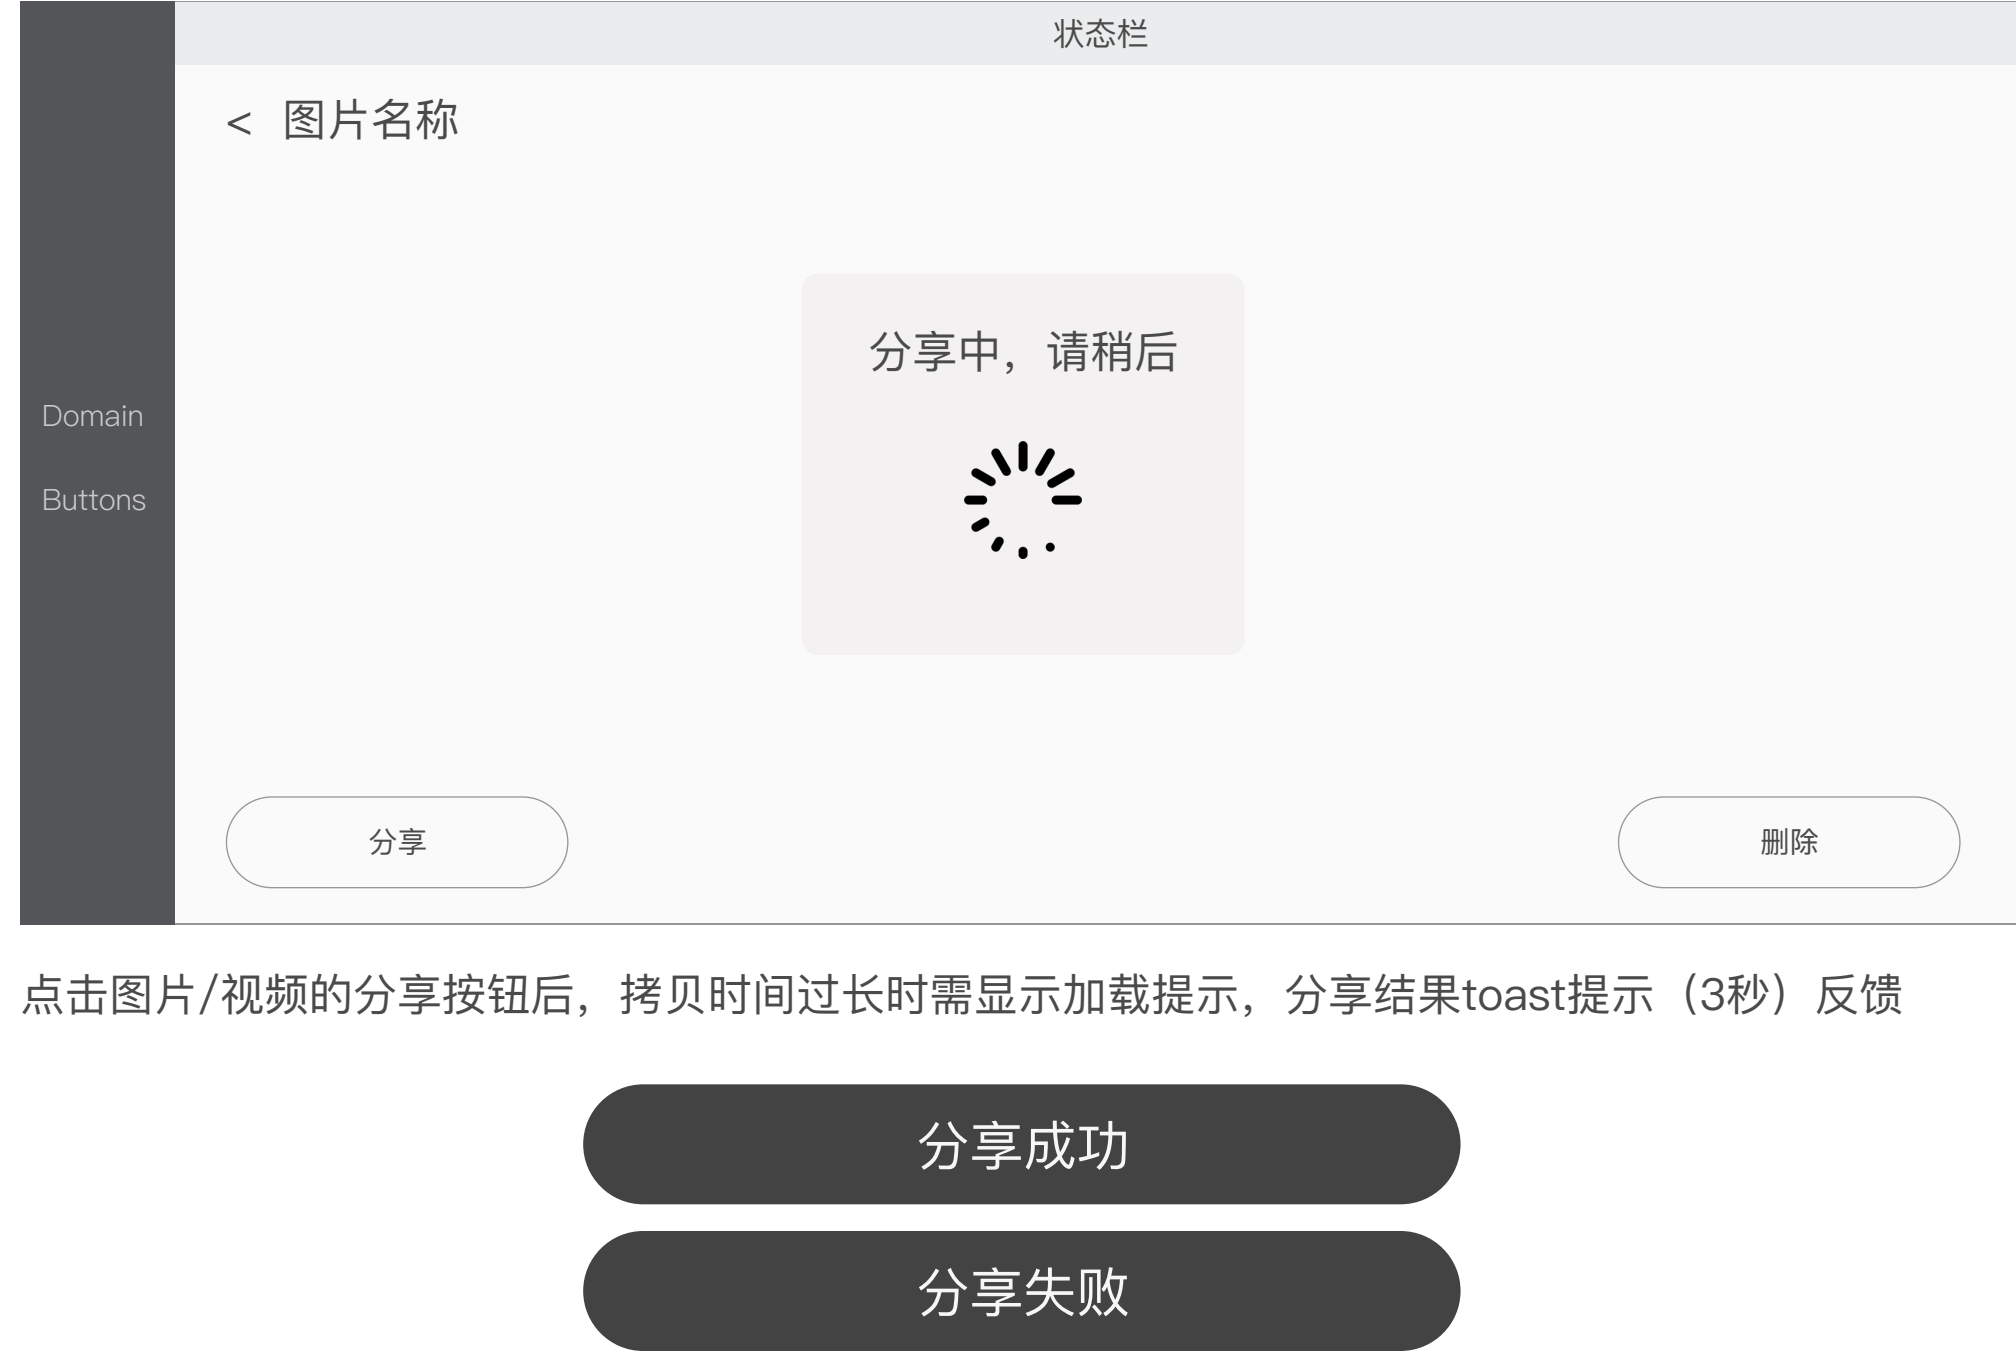 状态栏
< 图片名称
分享中，请稍后
Domain
Buttons
分享
删除
点击图片/视频的分享按钮后，拷贝时间过长时需显示加载提示，分享结果toast提示（3秒）反馈
分享成功
分享失败